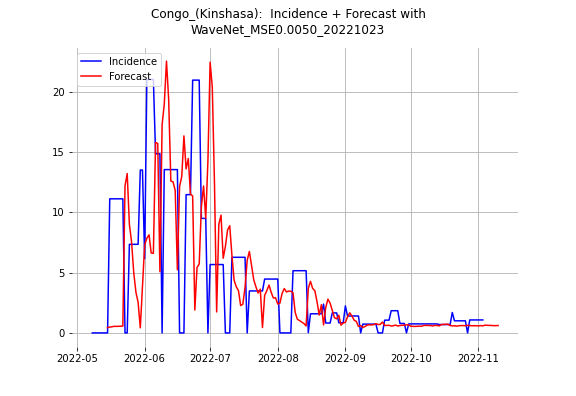 Congo_(Kinshasa):  Incidence + Forecast with
WaveNet_MSE0.0050_20221023
Incidence
Forecast
20
15
10
5
0
2022-05 2022-06 2022-07 2022-08 2022-09 2022-10 2022-11